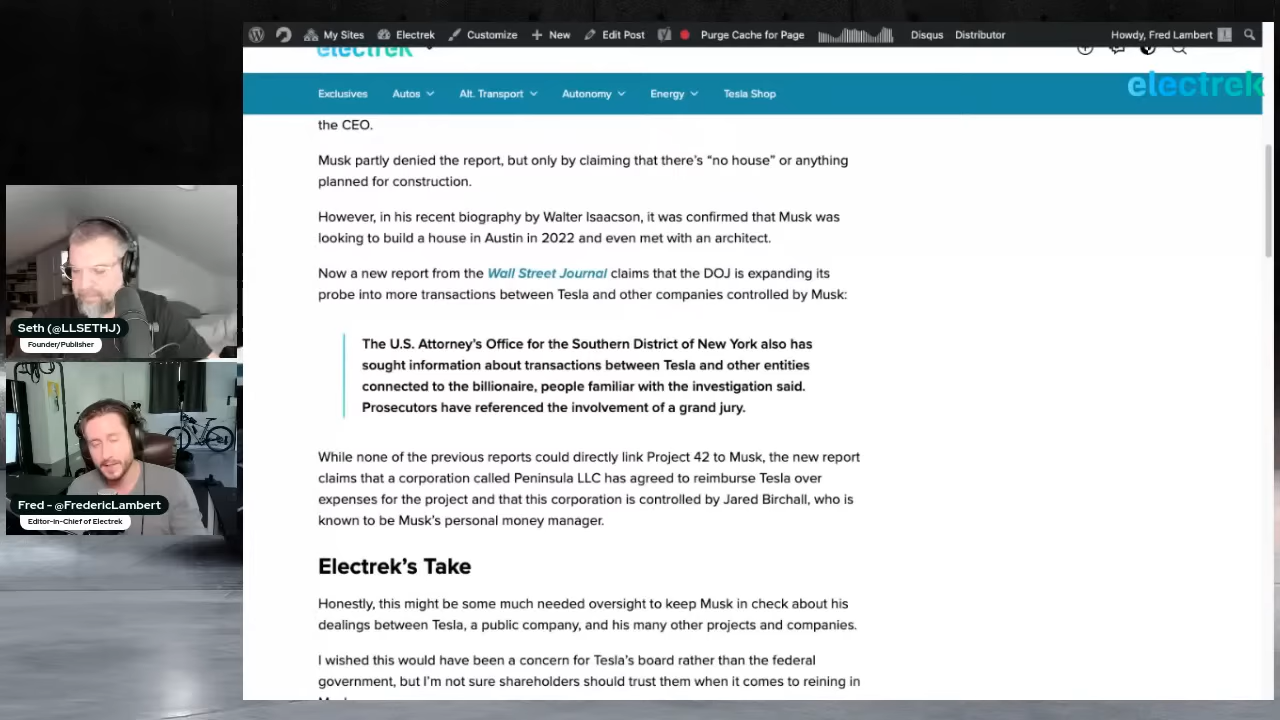 My Sites Electrek Customize New Edit Post Purge Cache for Page Disqus Distributor Howdy, Fred Lambert
electrek
electrek
Exclusives Autos Alt. Transport Autonomy Energy Tesla Shop
the CEO.
Musk partly denied the report, but only by claiming that there's “no house” or anything
planned for construction.
However, in his recent biography by Walter Isaacson, it was confirmed that Musk was
looking to build a house in Austin in 2022 and even met with an architect.
Now a new report from the Wall Street Journal claims that the DOJ is expanding its
probe into more transactions between Tesla and other companies controlled by Musk:
The U.S. Attorney's Office for the Southern District of New York also has
sought information about transactions between Tesla and other entities
connected to the billionaire, people familiar with the investigation said.
Prosecutors have referenced the involvement of a grand jury.
While none of the previous reports could directly link Project 42 to Musk, the new report
claims that a corporation called Peninsula LLC has agreed to reimburse Tesla over
expenses for the project and that this corporation is controlled by Jared Birchall, who is
known to be Musk's personal money manager.
Electrek's Take
Honestly, this might be some much needed oversight to keep Musk in check about his
dealings between Tesla, a public company, and his many other projects and companies.
I wished this would have been a concern for Tesla's board rather than the federal
government, but I'm not sure shareholders should trust them when it comes to reining in
Seth (@LLSETHJ)
Founder/Publisher
Fred - @FredericLambert
Editor-in-Chief of Electrek